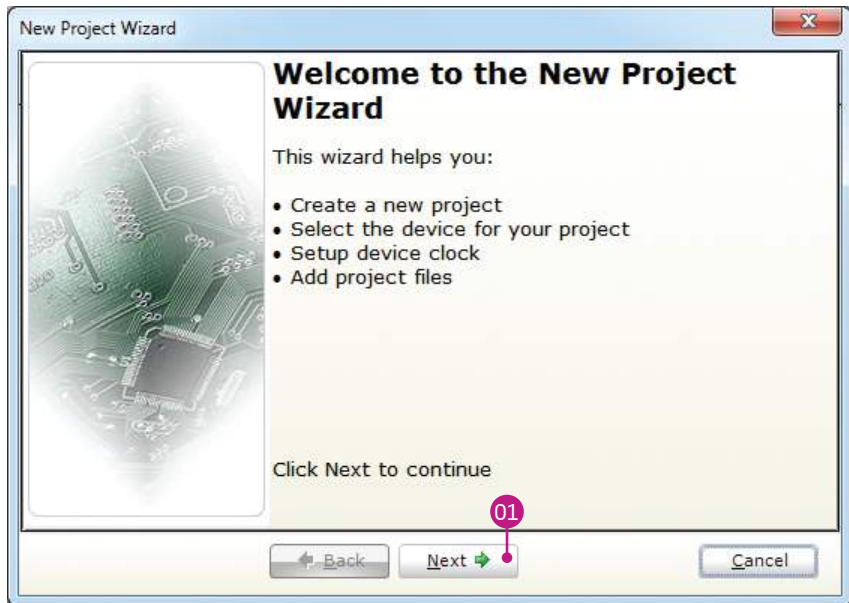 New Project Wizard
Welcome to the New Project
Wizard
This wizard helps you:
• Create a new project
• Select the device for your project
• Setup device clock
• Add project files
Click Next to continue
01
Back
Next
Cancel